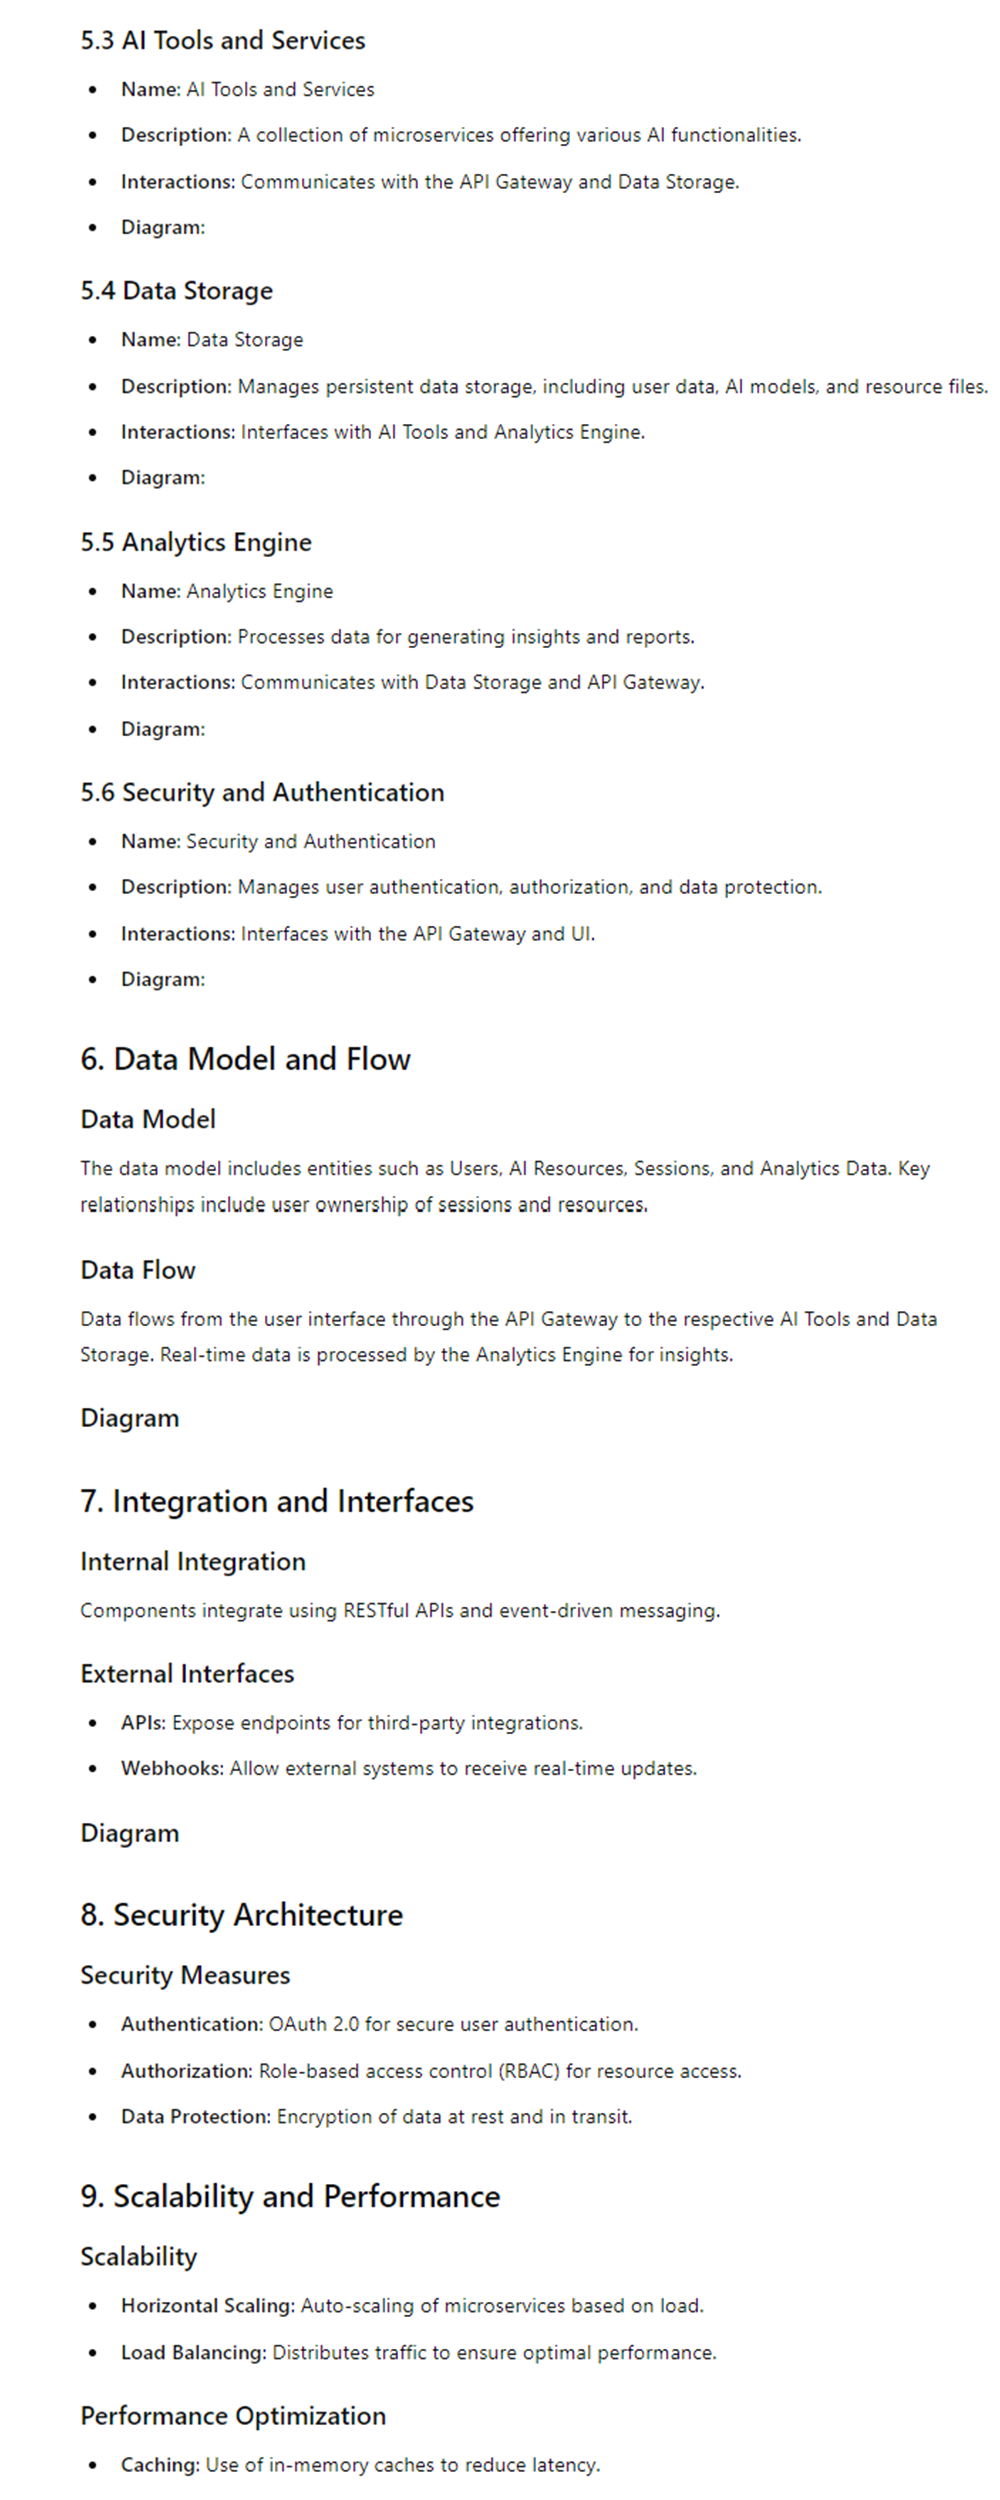 5.3 AI Tools and Services
• Name: AI Tools and Services
• Description: A collection of microservices offering various AI functionalities.
• Interactions: Communicates with the API Gateway and Data Storage.
• Diagram:
5.4 Data Storage
• Name: Data Storage
• Description: Manages persistent data storage, including user data, AI models, and resource files.
• Interactions: Interfaces with AI Tools and Analytics Engine.
• Diagram:
5.5 Analytics Engine
• Name: Analytics Engine
• Description: Processes data for generating insights and reports.
• Interactions: Communicates with Data Storage and API Gateway.
• Diagram:
5.6 Security and Authentication
• Name: Security and Authentication
• Description: Manages user authentication, authorization, and data protection.
• Interactions: Interfaces with the API Gateway and UI.
• Diagram:
6. Data Model and Flow
Data Model
The data model includes entities such as Users, AI Resources, Sessions, and Analytics Data. Key
relationships include user ownership of sessions and resources.
Data Flow
Data flows from the user interface through the API Gateway to the respective AI Tools and Data
Storage. Real-time data is processed by the Analytics Engine for insights.
Diagram
7. Integration and Interfaces
Internal Integration
Components integrate using RESTful APIs and event-driven messaging.
External Interfaces
• APIs: Expose endpoints for third-party integrations.
• Webhooks: Allow external systems to receive real-time updates.
Diagram
8. Security Architecture
Security Measures
• Authentication: OAuth 2.0 for secure user authentication.
• Authorization: Role-based access control (RBAC) for resource access.
• Data Protection: Encryption of data at rest and in transit.
9. Scalability and Performance
Scalability
• Horizontal Scaling: Auto-scaling of microservices based on load.
• Load Balancing: Distributes traffic to ensure optimal performance.
Performance Optimization
• Caching: Use of in-memory caches to reduce latency.